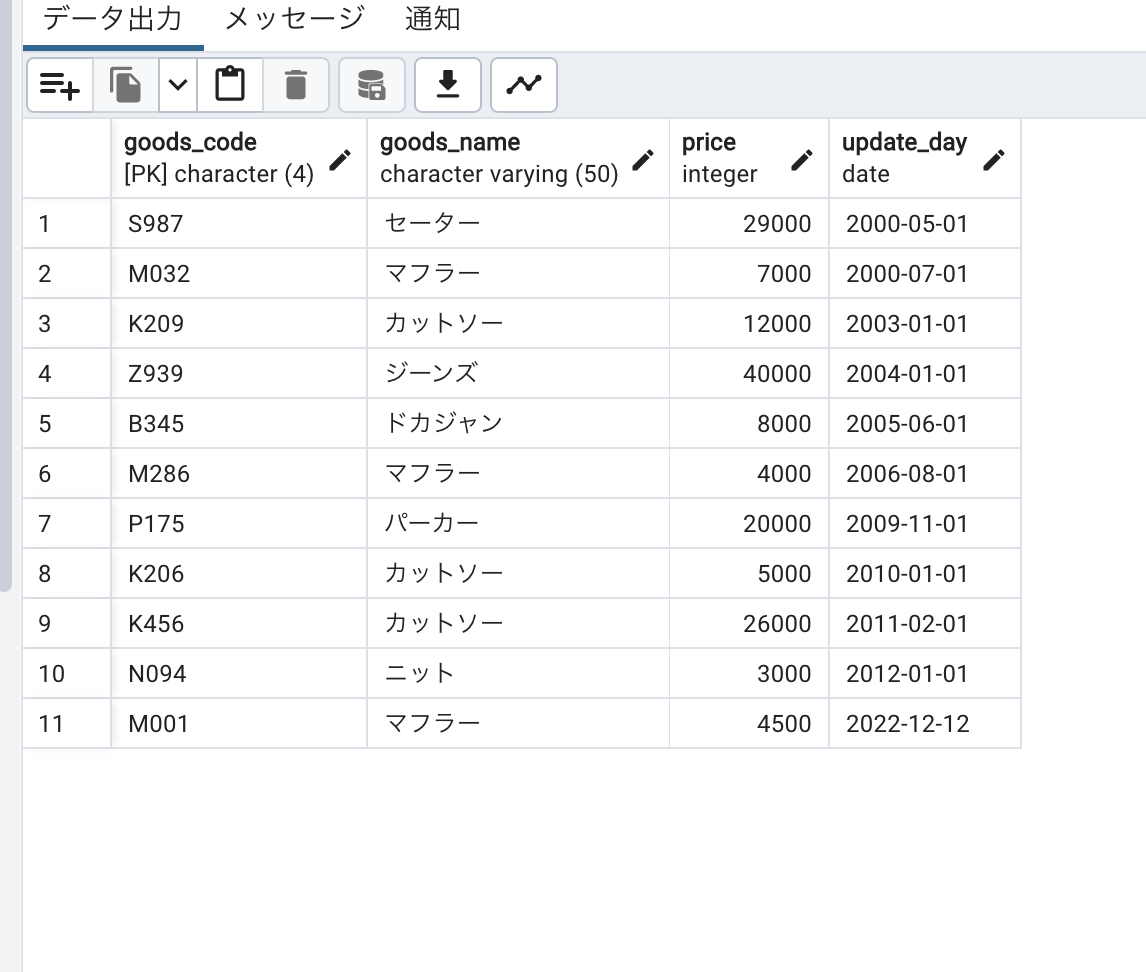 データ出力 メッセージ 通知
goods_code goods_name price update_day
[PK] character (4) character varying (50) integer date
1 S987 セーター 29000 2000-05-01
2 M032 マフラー 7000 2000-07-01
3 K209 カットソー 12000 2003-01-01
4 Z939 ジーンズ 40000 2004-01-01
5 B345 ドカジャン 8000 2005-06-01
6 M286 マフラー 4000 2006-08-01
7 P175 パーカー 20000 2009-11-01
8 K206 カットソー 5000 2010-01-01
9 K456 カットソー 26000 2011-02-01
10 N094 ニット 3000 2012-01-01
11 M001 マフラー 4500 2022-12-12